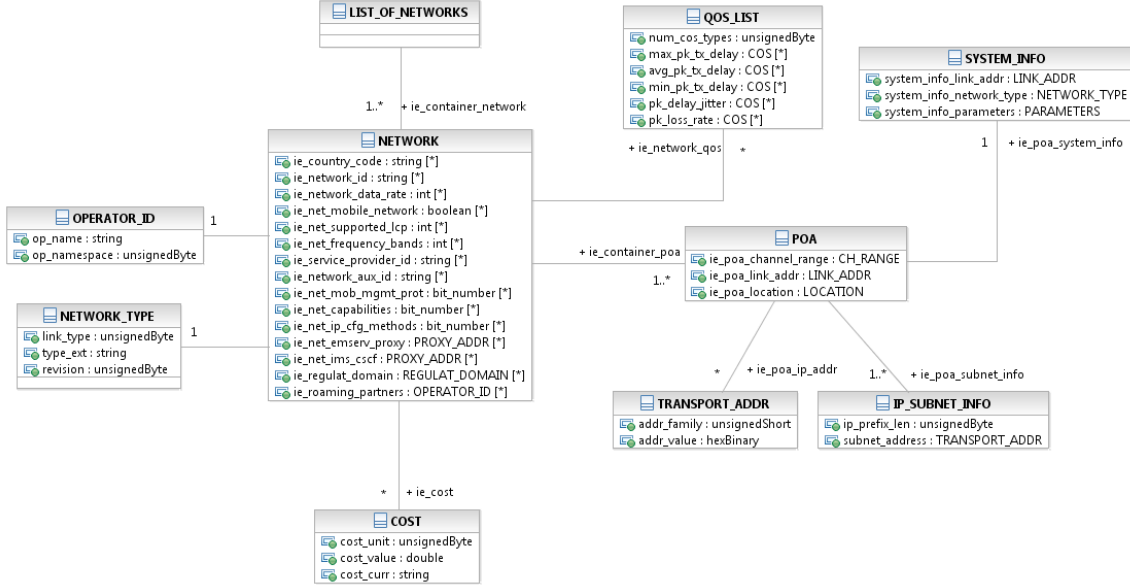 LIST_OF_NETWORKS
1..*
+ ie_container_network
QOS_LIST
num_cos_types : unsignedByte
max_pk_tx_delay : COS [*]
avg_pk_tx_delay : COS [*]
min_pk_tx_delay : COS [*]
pk_delay_jitter : COS [*]
pk_loss_rate : COS [*]
+ ie_network_qos
*
SYSTEM_INFO
system_info_link_addr : LINK_ADDR
system_info_network_type : NETWORK_TYPE
system_info_parameters : PARAMETERS
1
+ ie_poa_system_info
NETWORK
ie_country_code : string [*]
ie_network_id : string [*]
ie_network_data_rate : int [*]
ie_net_mobile_network : boolean [*]
ie_net_supported_lcp : int [*]
ie_net_frequency_bands : int [*]
ie_service_provider_id : string [*]
ie_network_aux_id : string [*]
ie_net_mob_mgmt_prot : bit_number [*]
ie_net_capabilities : bit_number [*]
ie_net_ip_cfg_methods : bit_number [*]
ie_net_emserv_proxy : PROXY_ADDR [*]
ie_net_ims_cscf : PROXY_ADDR [*]
ie_regulat_domain : REGULAT_DOMAIN [*]
ie_roaming_partners : OPERATOR_ID [*]
OPERATOR_ID
op_name : string
op_namespace : unsignedByte
1
NETWORK_TYPE
link_type : unsignedByte
type_ext : string
revision : unsignedByte
1
+ ie_container_poa
1..*
POA
ie_poa_channel_range : CH_RANGE
ie_poa_link_addr : LINK_ADDR
ie_poa_location : LOCATION
*
+ ie_poa_ip_addr
1..*
+ ie_poa_subnet_info
TRANSPORT_ADDR
addr_family : unsignedShort
addr_value : hexBinary
IP_SUBNET_INFO
ip_prefix_len : unsignedByte
subnet_address : TRANSPORT_ADDR
*
+ ie_cost
COST
cost_unit : unsignedByte
cost_value : double
cost_curr : string